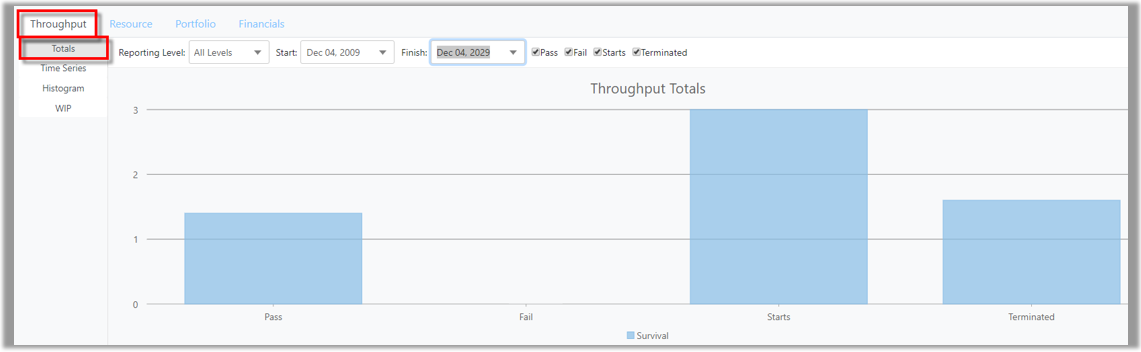 Throughput Resource Portfolio Financials
Totals
Time Series
Histogram
WIP
Reporting Level: All Levels Start: Dec 04, 2009 Finish: Dec 04, 2029 Pass Fail Starts Terminated
Throughput Totals
3
2
1
0
Pass Fail Starts Terminated
Survival